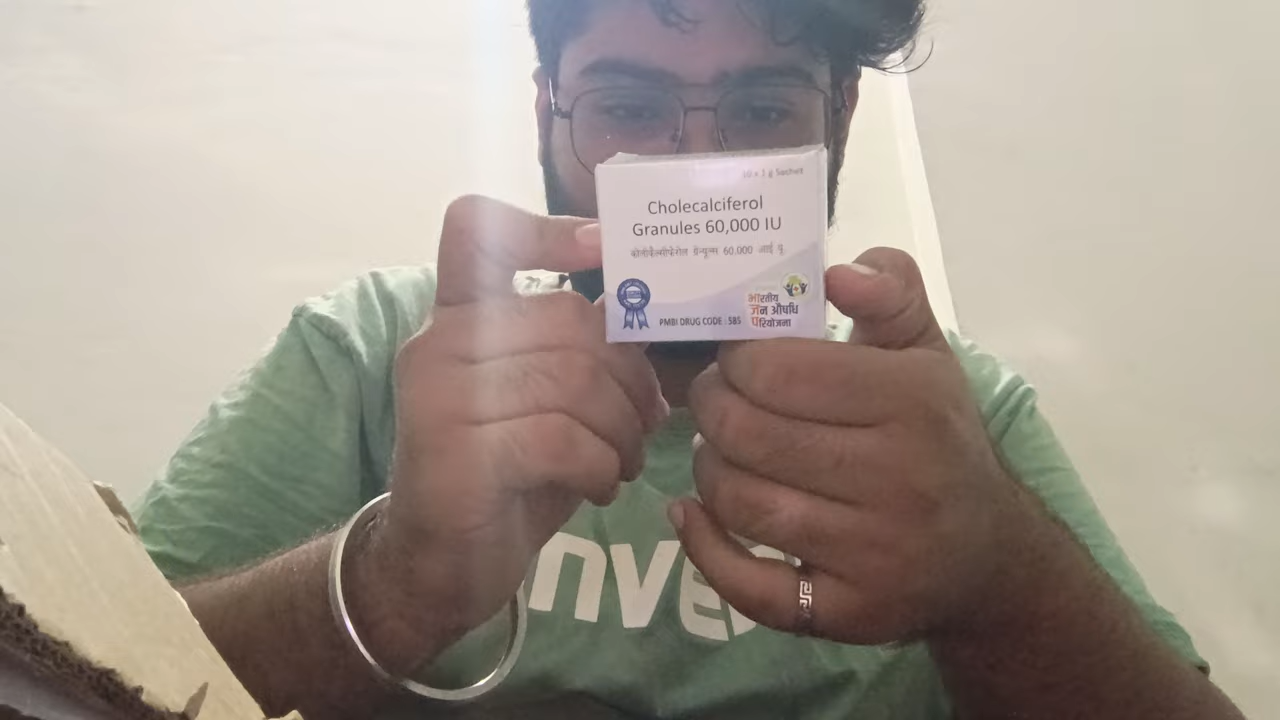 10 x 1 g Sachet
Cholecalciferol
Granules 60,000 IU
कोलीकैल्सीफेरोल ग्रेन्यूल्स 60,000 आई यू
PMBI DRUG CODE : 585
भारतीय
जन औषधि
परियोजना
nve